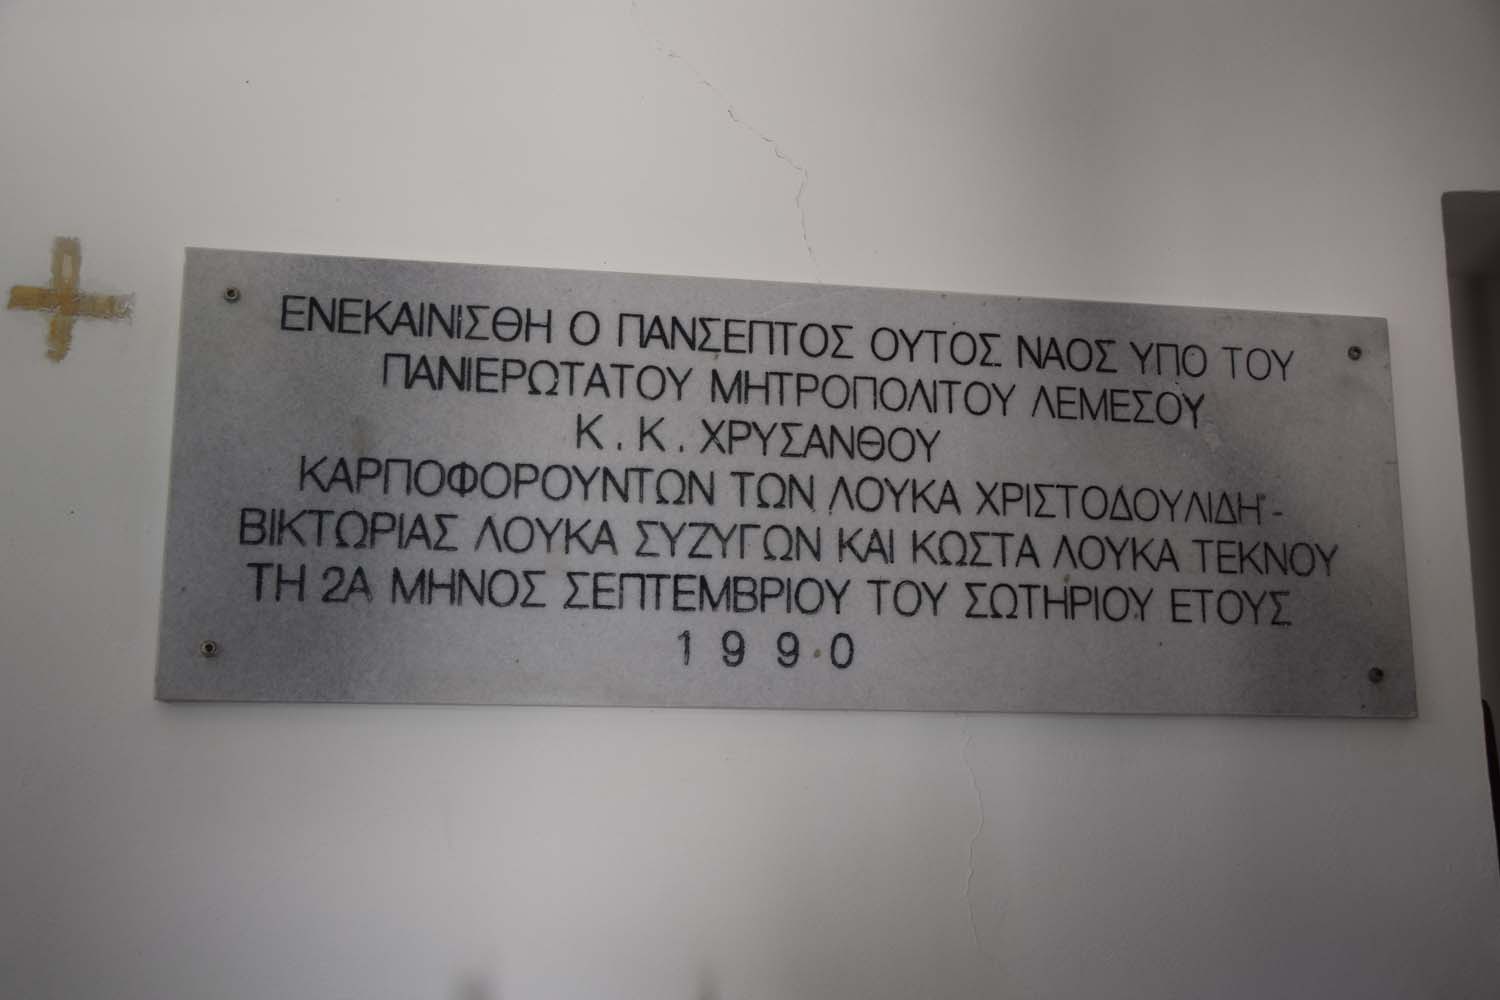 ΕΝΕΚΑΙΝΙΣΘΗ Ο ΠΑΝΣΕΠΤΟΣ ΟΥΤΟΣ ΝΑΟΣ ΥΠΟ ΤΟΥ
ΠΑΝΙΕΡΩΤΑΤΟΥ ΜΗΤΡΟΠΟΛΙΤΟΥ ΛΕΜΕΣΟΥ
Κ. Κ. ΧΡΥΣΑΝΘΟΥ
ΚΑΡΠΟΦΟΡΟΥΝΤΩΝ ΤΩΝ ΛΟΥΚΑ ΧΡΙΣΤΟΔΟΥΛΙΔΗ -
ΒΙΚΤΩΡΙΑΣ ΛΟΥΚΑ ΣΥΖΥΓΩΝ ΚΑΙ ΚΩΣΤΑ ΛΟΥΚΑ ΤΕΚΝΟΥ
ΤΗ 2Α ΜΗΝΟΣ ΣΕΠΤΕΜΒΡΙΟΥ ΤΟΥ ΣΩΤΗΡΙΟΥ ΕΤΟΥΣ
1990